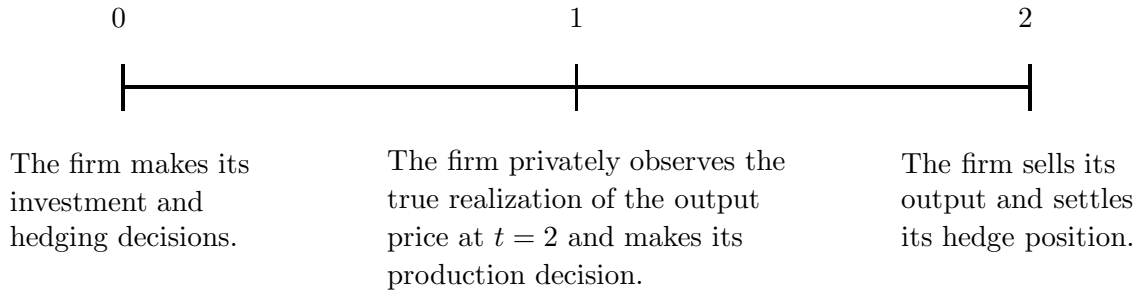 0 1 2
The firm makes its
investment and
hedging decisions.
The firm privately observes the
true realization of the output
price at t = 2 and makes its
production decision.
The firm sells its
output and settles
its hedge position.